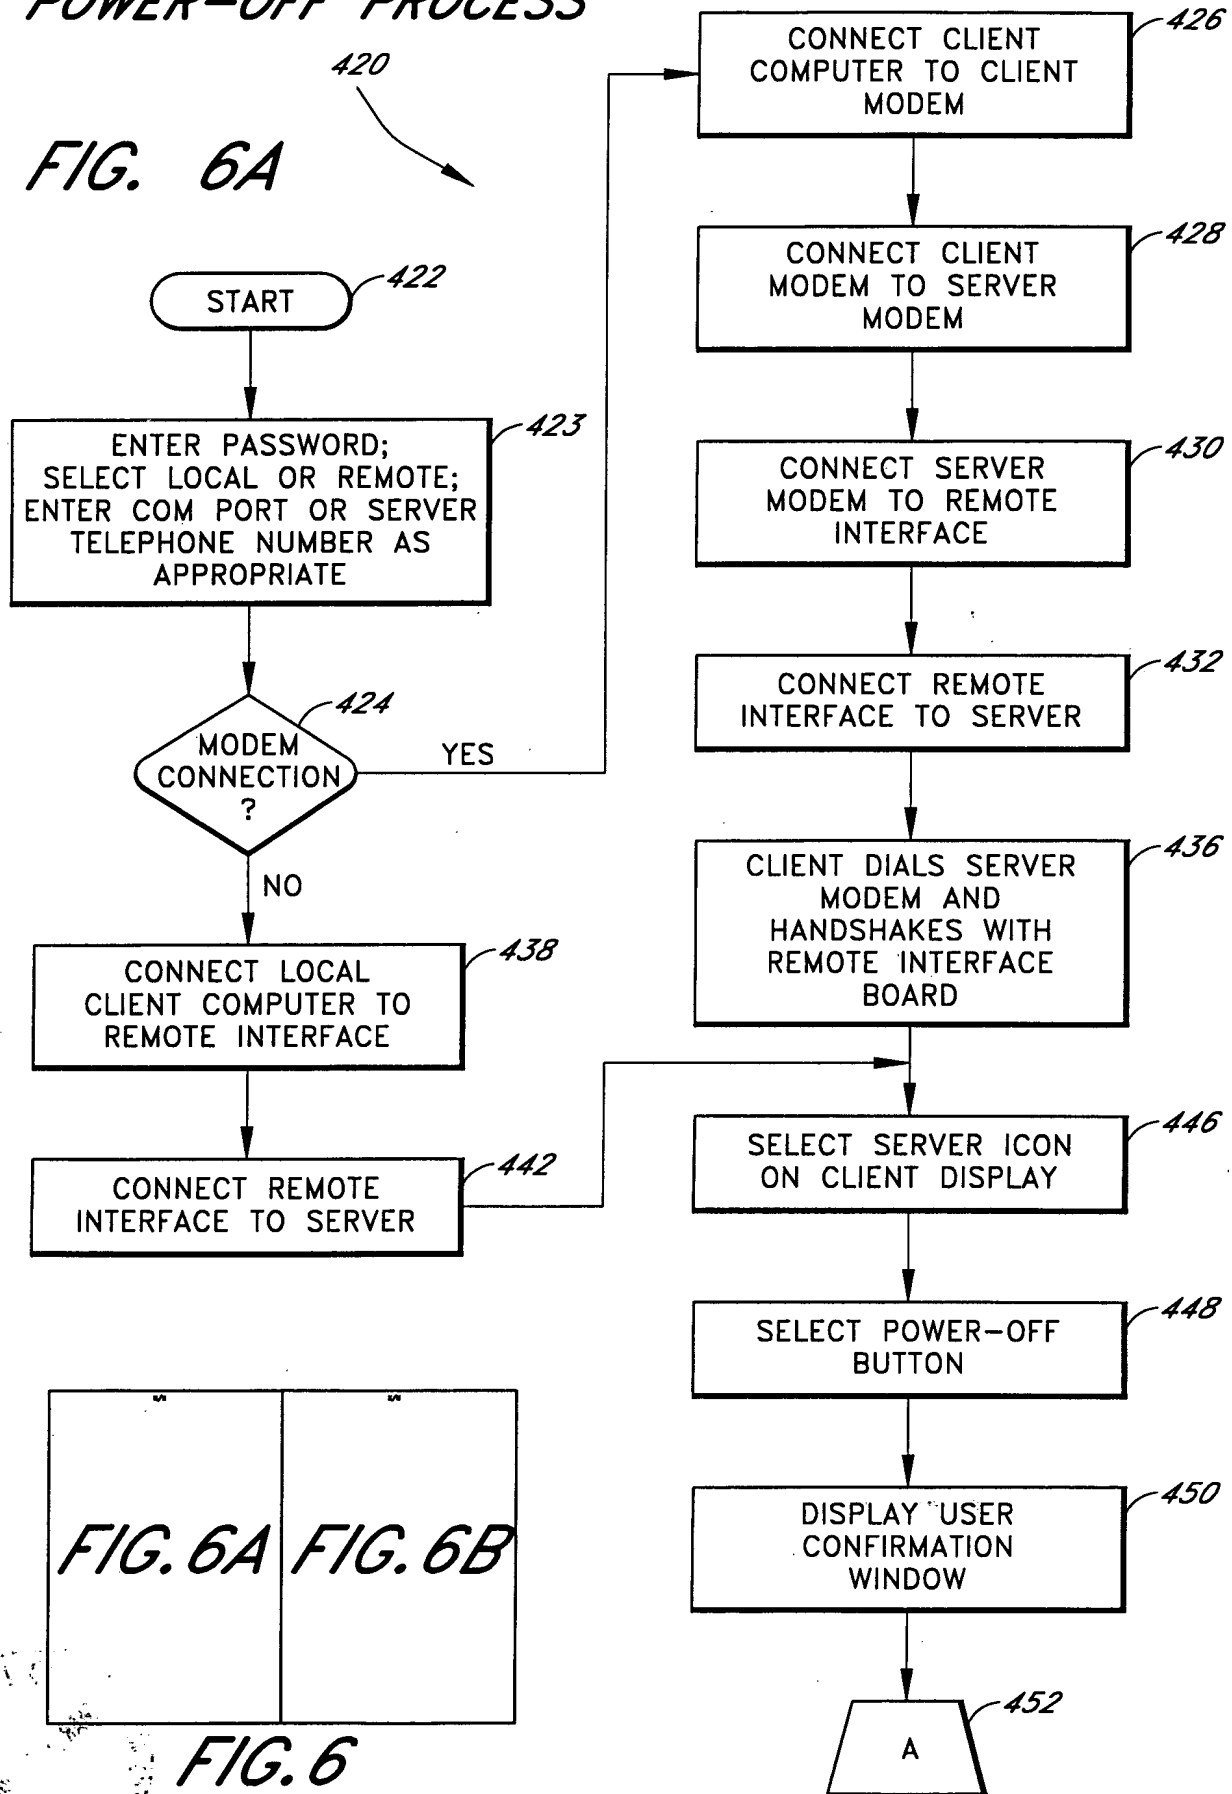 POWER-OFF PROCESS
420
FIG. 6A
START
422
ENTER PASSWORD;
SELECT LOCAL OR REMOTE;
ENTER COM PORT OR SERVER
TELEPHONE NUMBER AS
APPROPRIATE
423
MODEM
CONNECTION
?
424
YES
NO
CONNECT LOCAL
CLIENT COMPUTER TO
REMOTE INTERFACE
438
CONNECT REMOTE
INTERFACE TO SERVER
442
CONNECT CLIENT
COMPUTER TO CLIENT
MODEM
426
CONNECT CLIENT
MODEM TO SERVER
MODEM
428
CONNECT SERVER
MODEM TO REMOTE
INTERFACE
430
CONNECT REMOTE
INTERFACE TO SERVER
432
CLIENT DIALS SERVER
MODEM AND
HANDSHAKES WITH
REMOTE INTERFACE
BOARD
436
SELECT SERVER ICON
ON CLIENT DISPLAY
446
SELECT POWER-OFF
BUTTON
448
DISPLAY USER
CONFIRMATION
WINDOW
450
A
452
FIG. 6A
FIG. 6B
FIG. 6